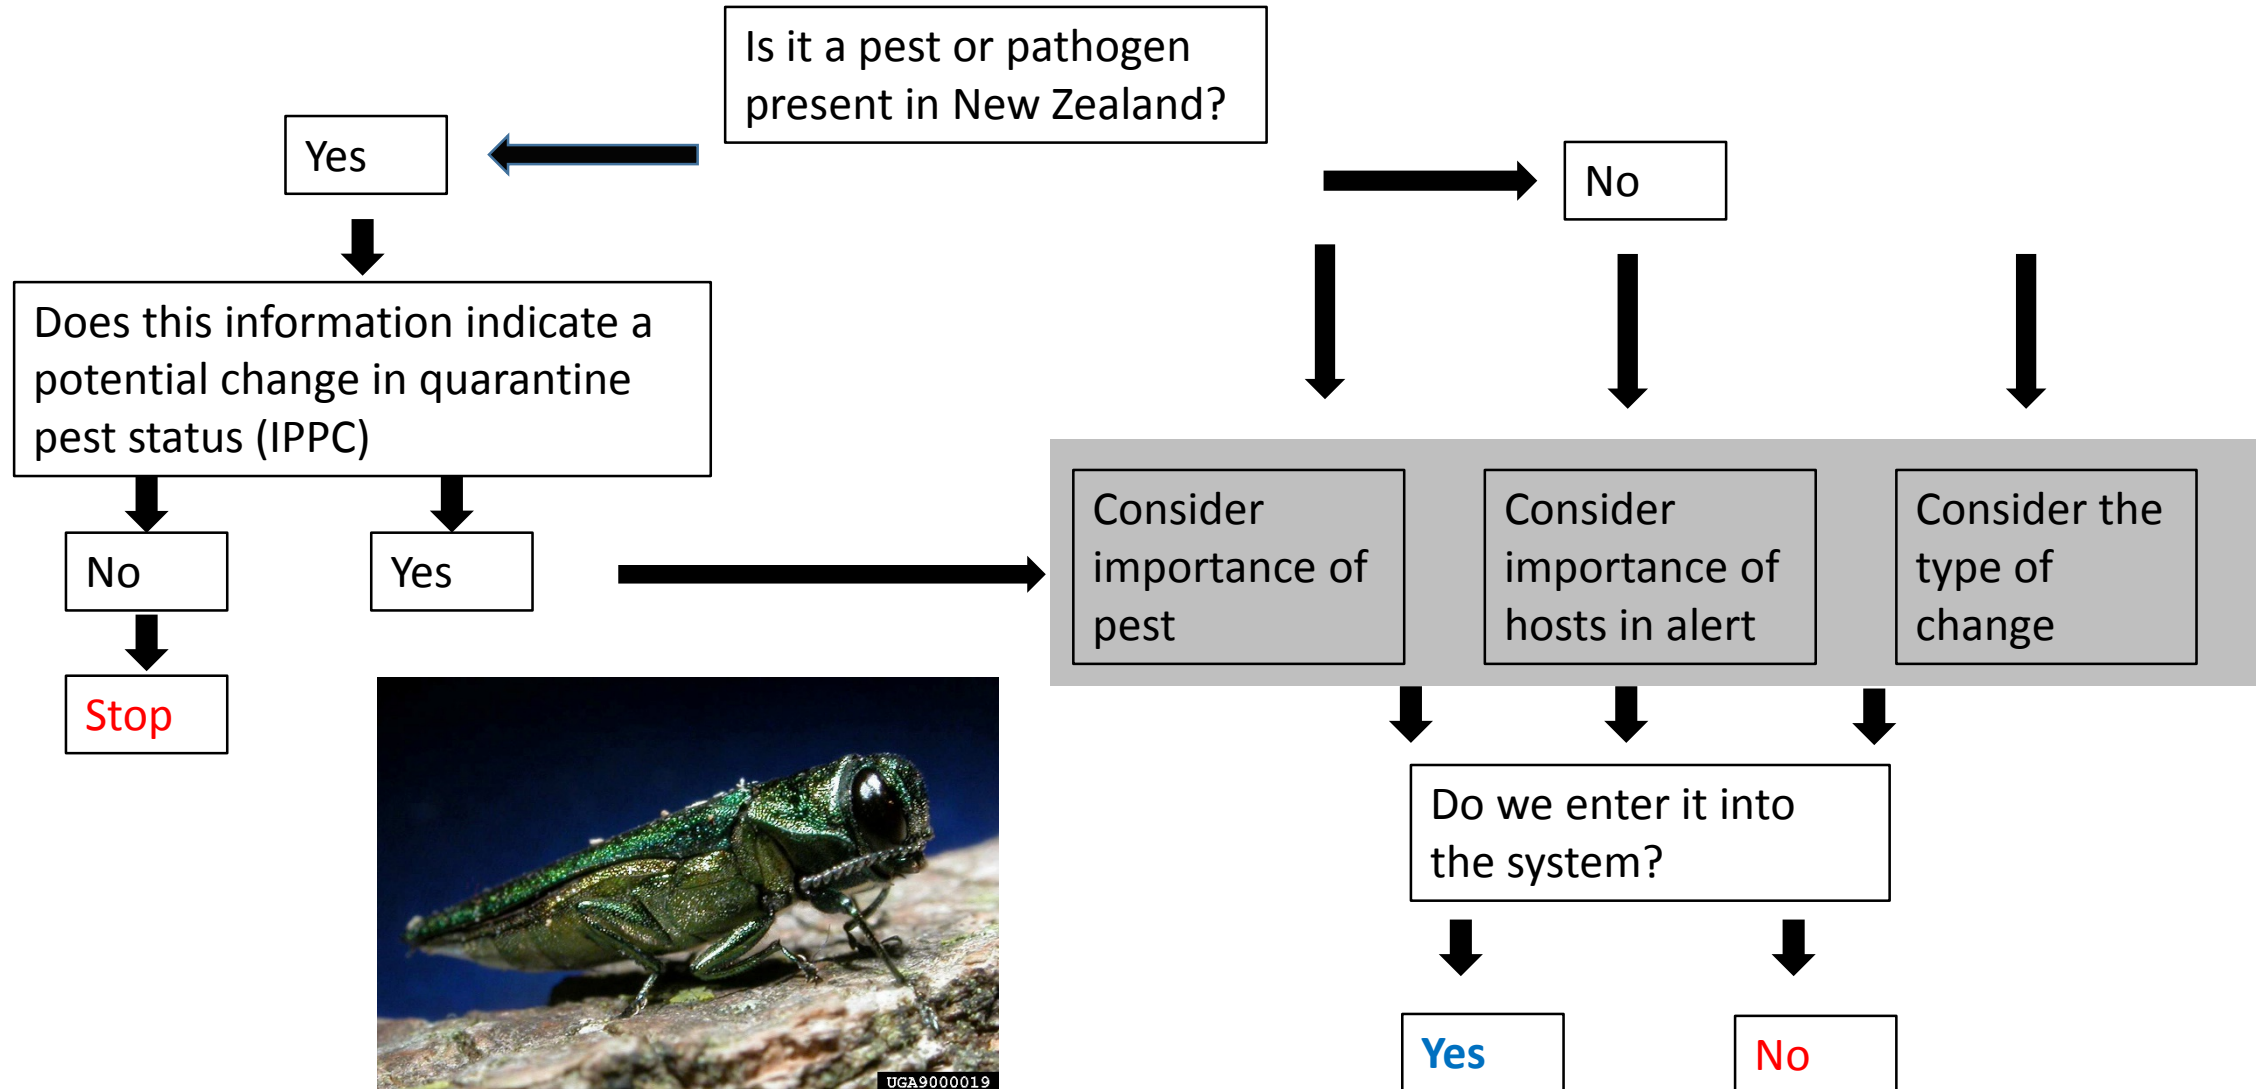 Is it a pest or pathogen
present in New Zealand?
Yes
No
Does this information indicate a
potential change in quarantine
pest status (IPPC)
No
Yes
Stop
Consider
importance of
pest
Consider
importance of
hosts in alert
Consider the
type of
change
Do we enter it into
the system?
Yes
No
UGA9000019